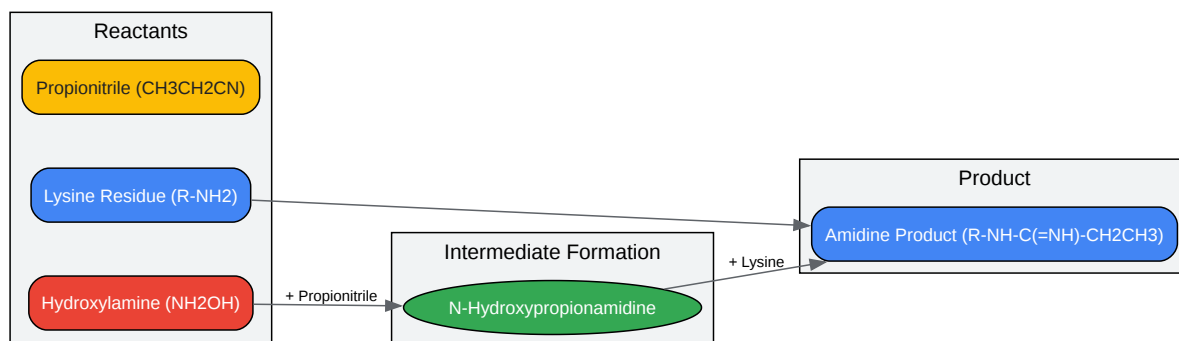 Reactants
Propionitrile (CH3CH2CN)
Lysine Residue (R-NH2)
Hydroxylamine (NH2OH)
+ Propionitrile
Intermediate Formation
N-Hydroxypropionamidine
+ Lysine
Product
Amidine Product (R-NH-C(=NH)-CH2CH3)